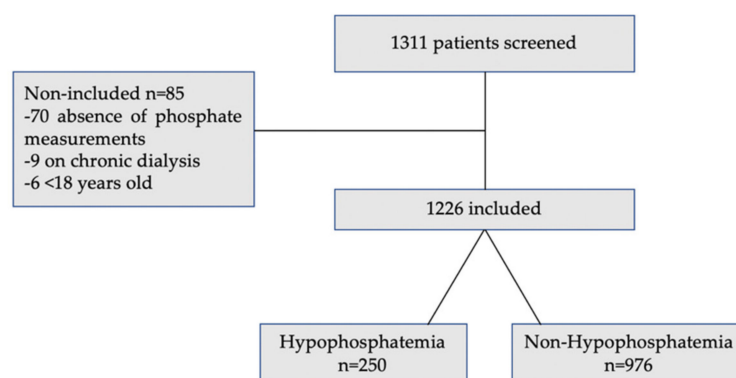 1311 patients screened
Non-included n=85
-70 absence of phosphate
measurements
-9 on chronic dialysis
-6 <18 years old
1226 included
Hypophosphatemia
n=250
Non-Hypophosphatemia
n=976